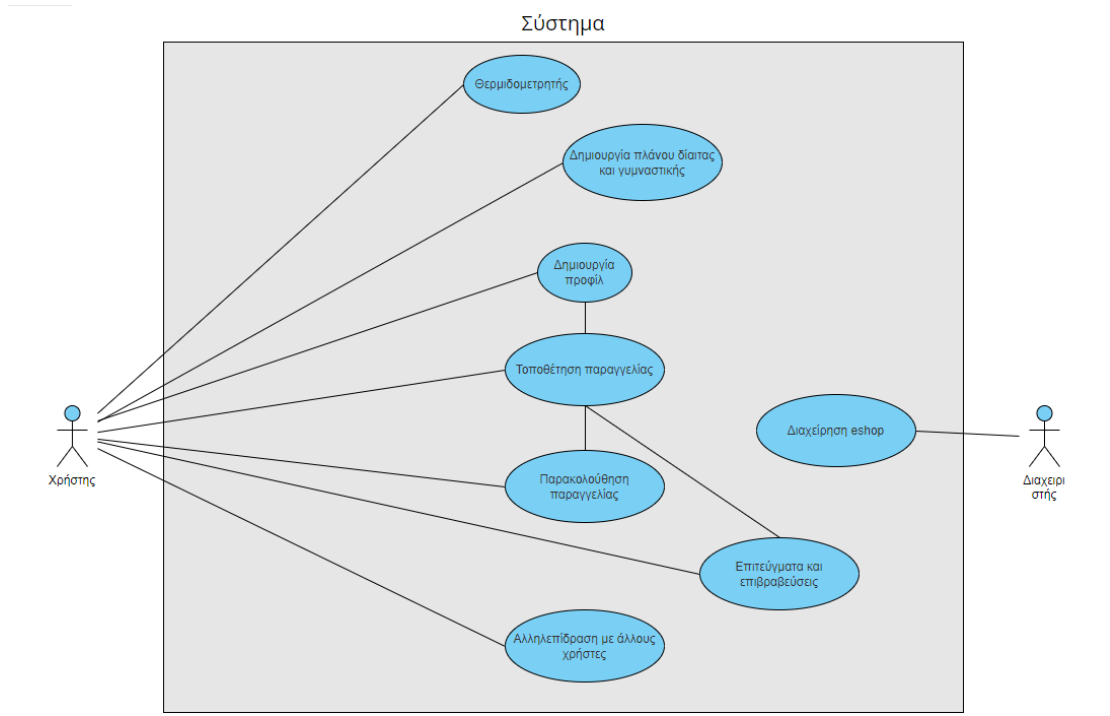 Σύστημα
Θερμιδομετρητής
Δημιουργία πλάνου δίαιτας
και γυμναστικής
Δημιουργία
προφίλ
Τοποθέτηση παραγγελίας
Διαχείρηση eshop
Χρήστης
Διαχειρι
στής
Παρακολούθηση
παραγγελίας
Επιτεύγματα και
επιβραβεύσεις
Αλληλεπίδραση με άλλους
χρήστες